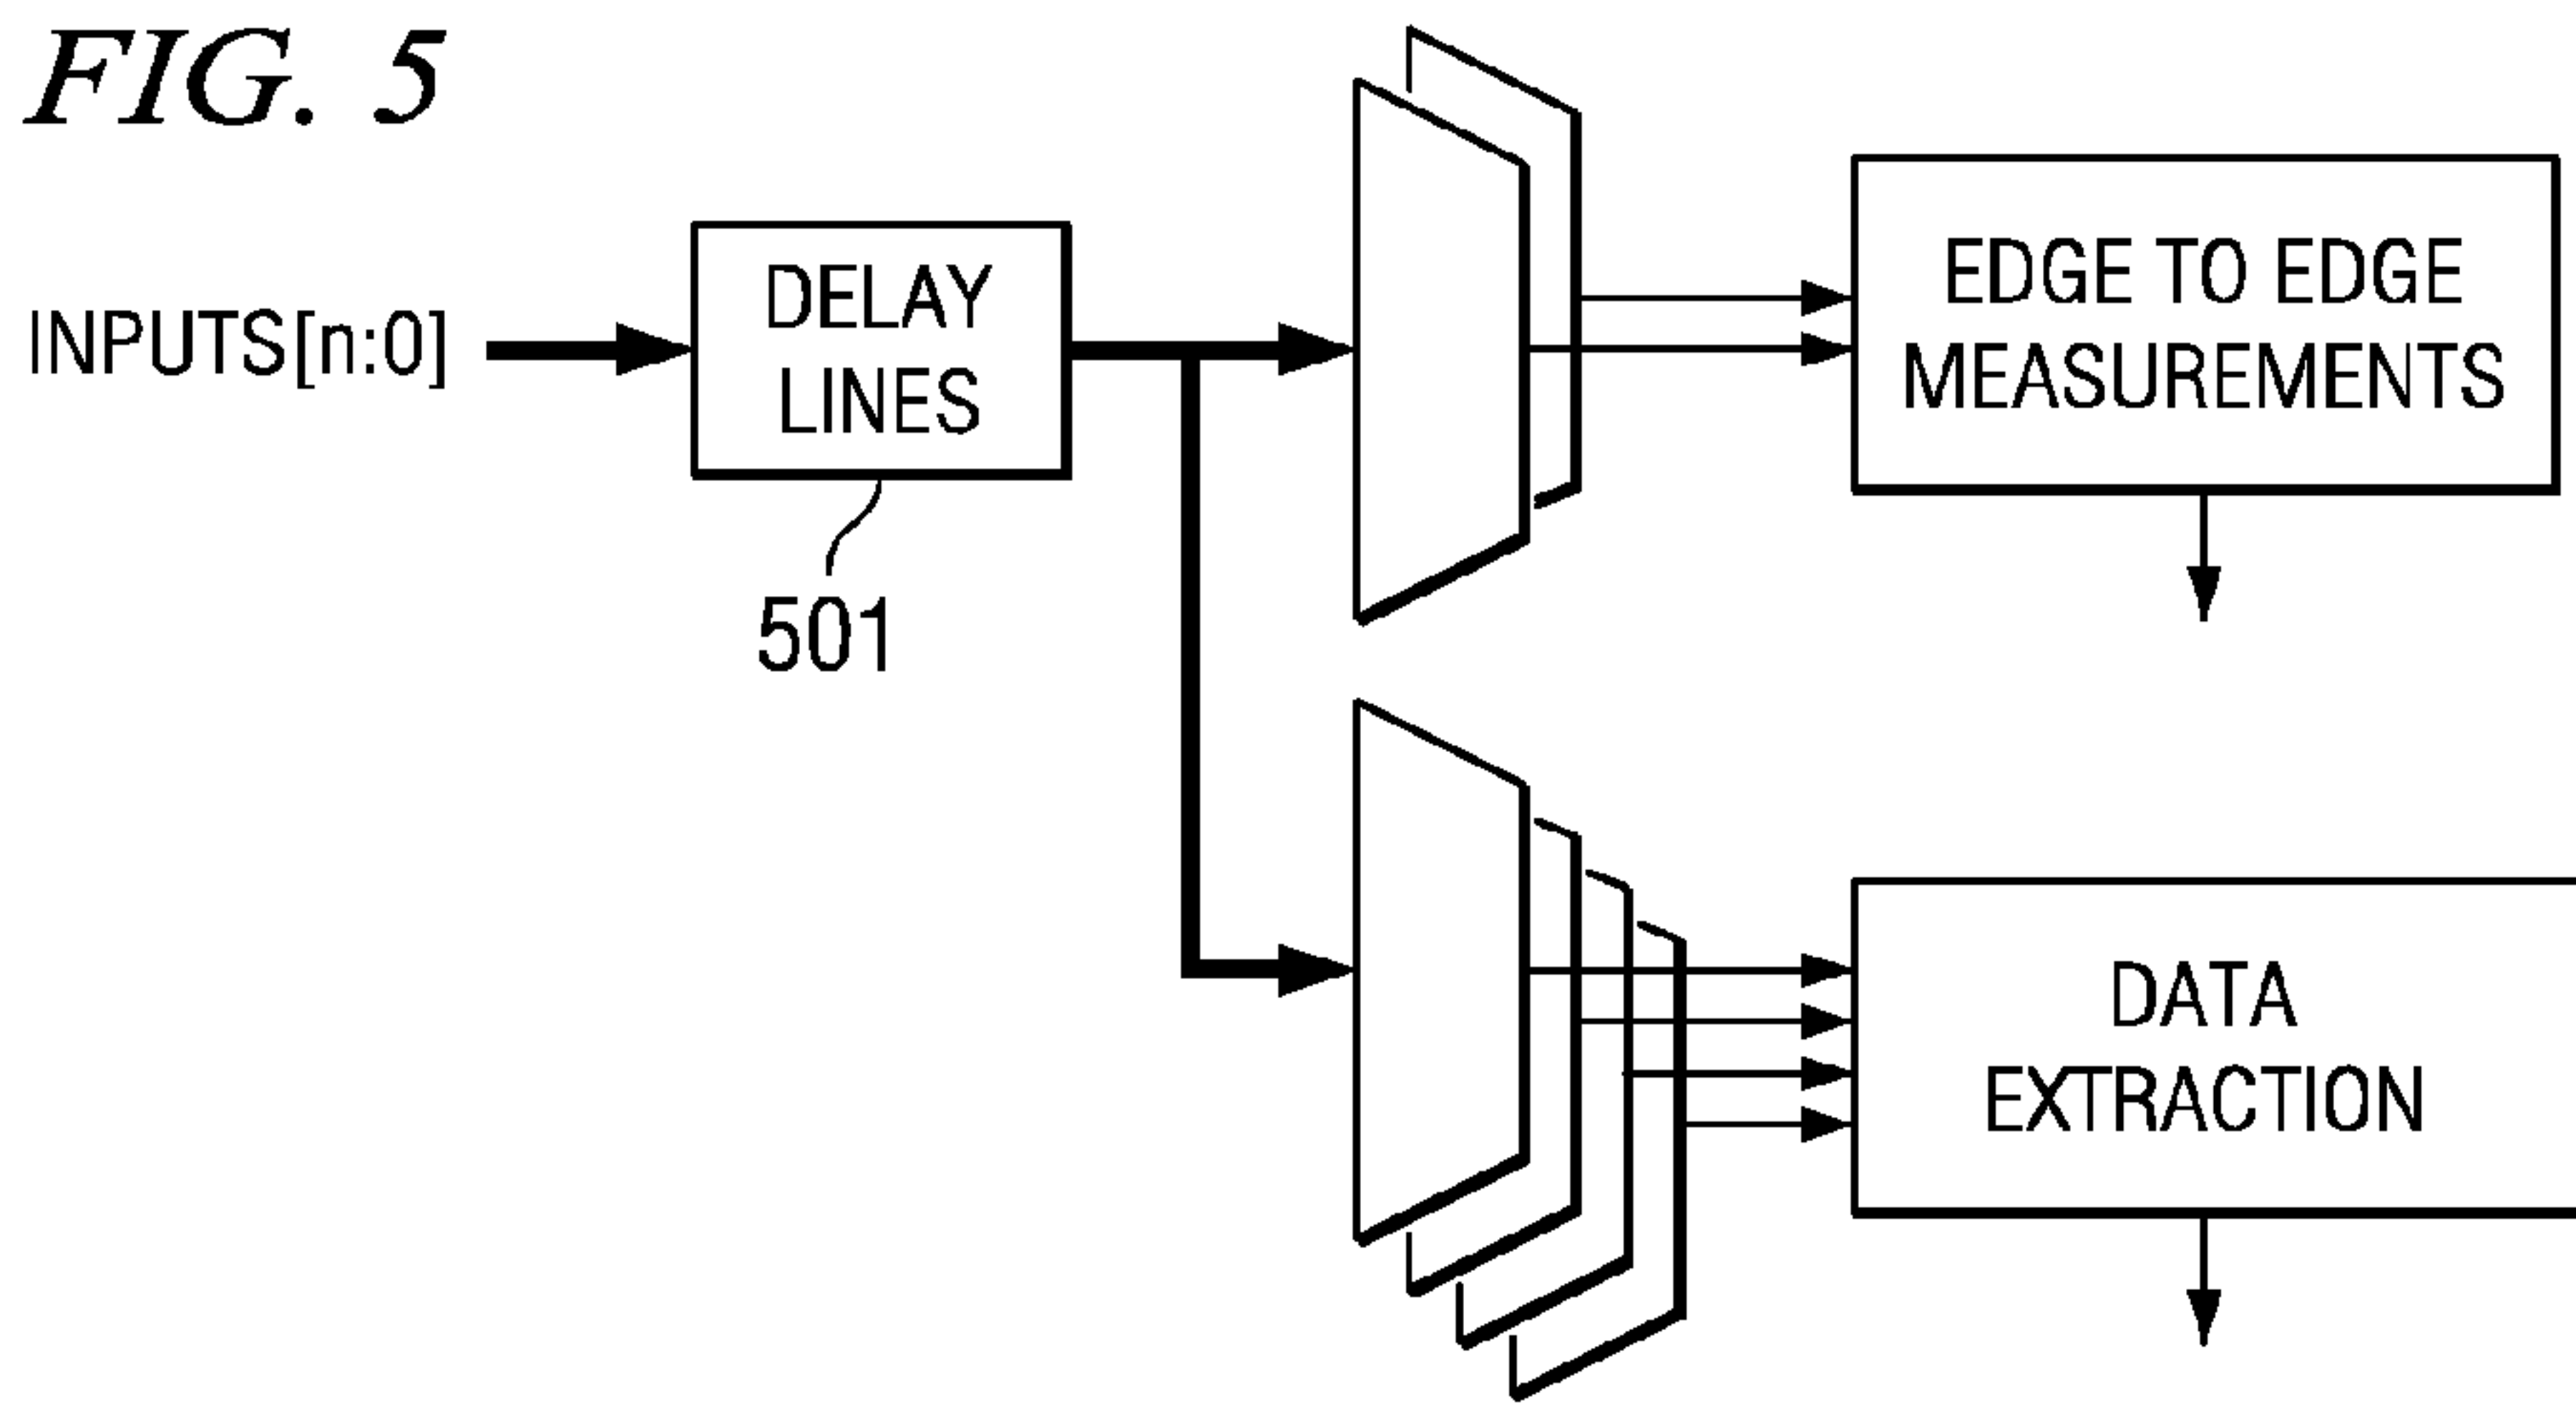 FIG. 5
INPUTS[n:0]
DELAY
LINES
501
EDGE TO EDGE
MEASUREMENTS
DATA
EXTRACTION